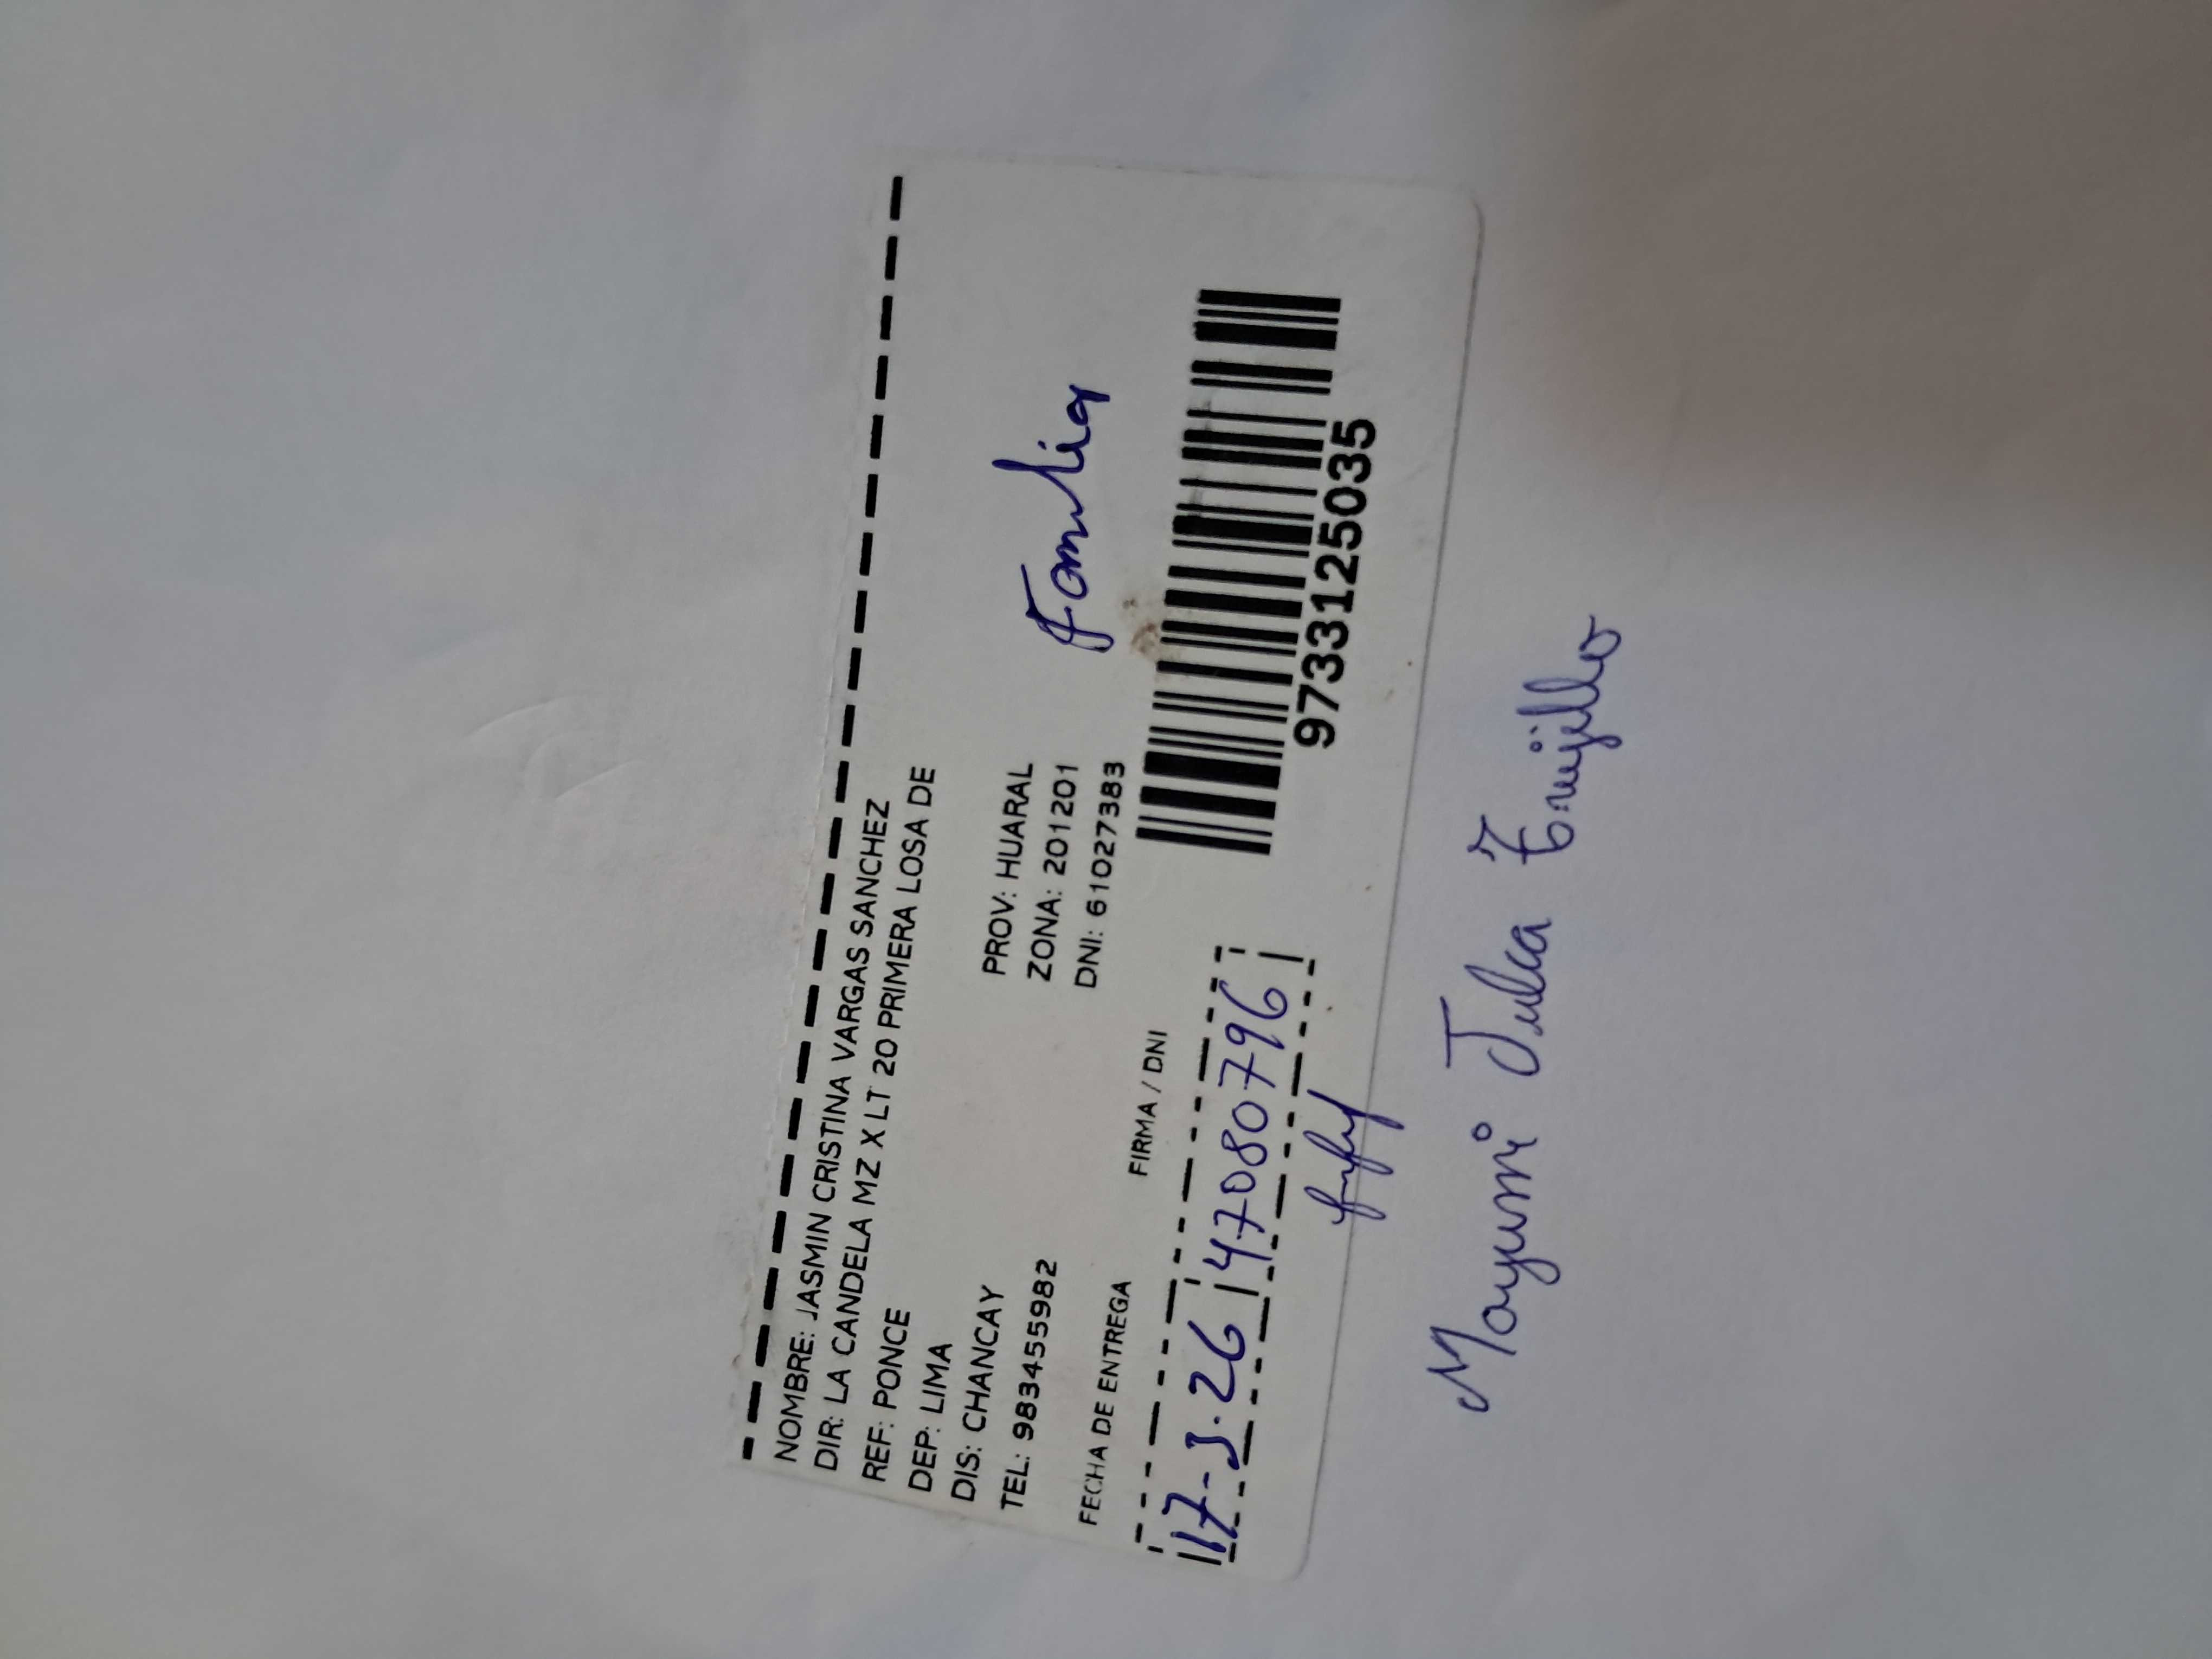 NOMBRE: JASMIN CRISTINA VARGAS SANCHEZ
DIR: LA CANDELA MZ X LT 20 PRIMERA LOSA DE
REF: PONCE
DEP: LIMA PROV: HUARAL
DIS: CHANCAY ZONA: 201201
TEL: 983455982 DNI: 61027383
Familia
FECHA DE ENTREGA FIRMA / DNI
17-3-26 47080796
973312503​5
Mayumi Julca Trujillo